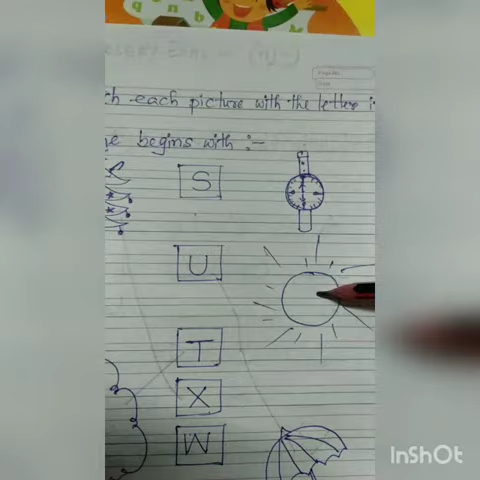 ch each picture with the letter i
e begins with :-
S
U
T
X
W
InShOt